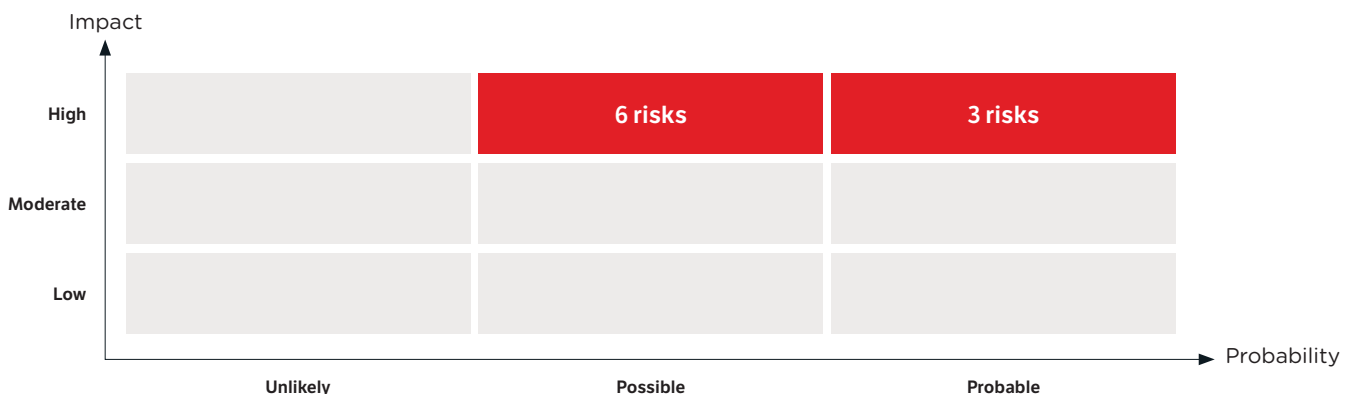 Impact
High
6 risks
3 risks
Moderate
Low
Probability
Unlikely
Possible
Probable